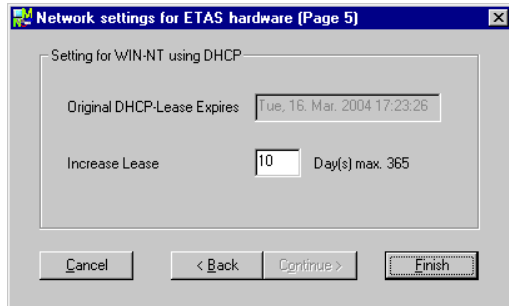 Network settings for ETAS hardware (Page 5)
Setting for WIN-NT using DHCP
Original DHCP-Lease Expires Tue, 16. Mar. 2004 17:23:26
Increase Lease 10 Day(s) max. 365
Cancel < Back Continue > Finish